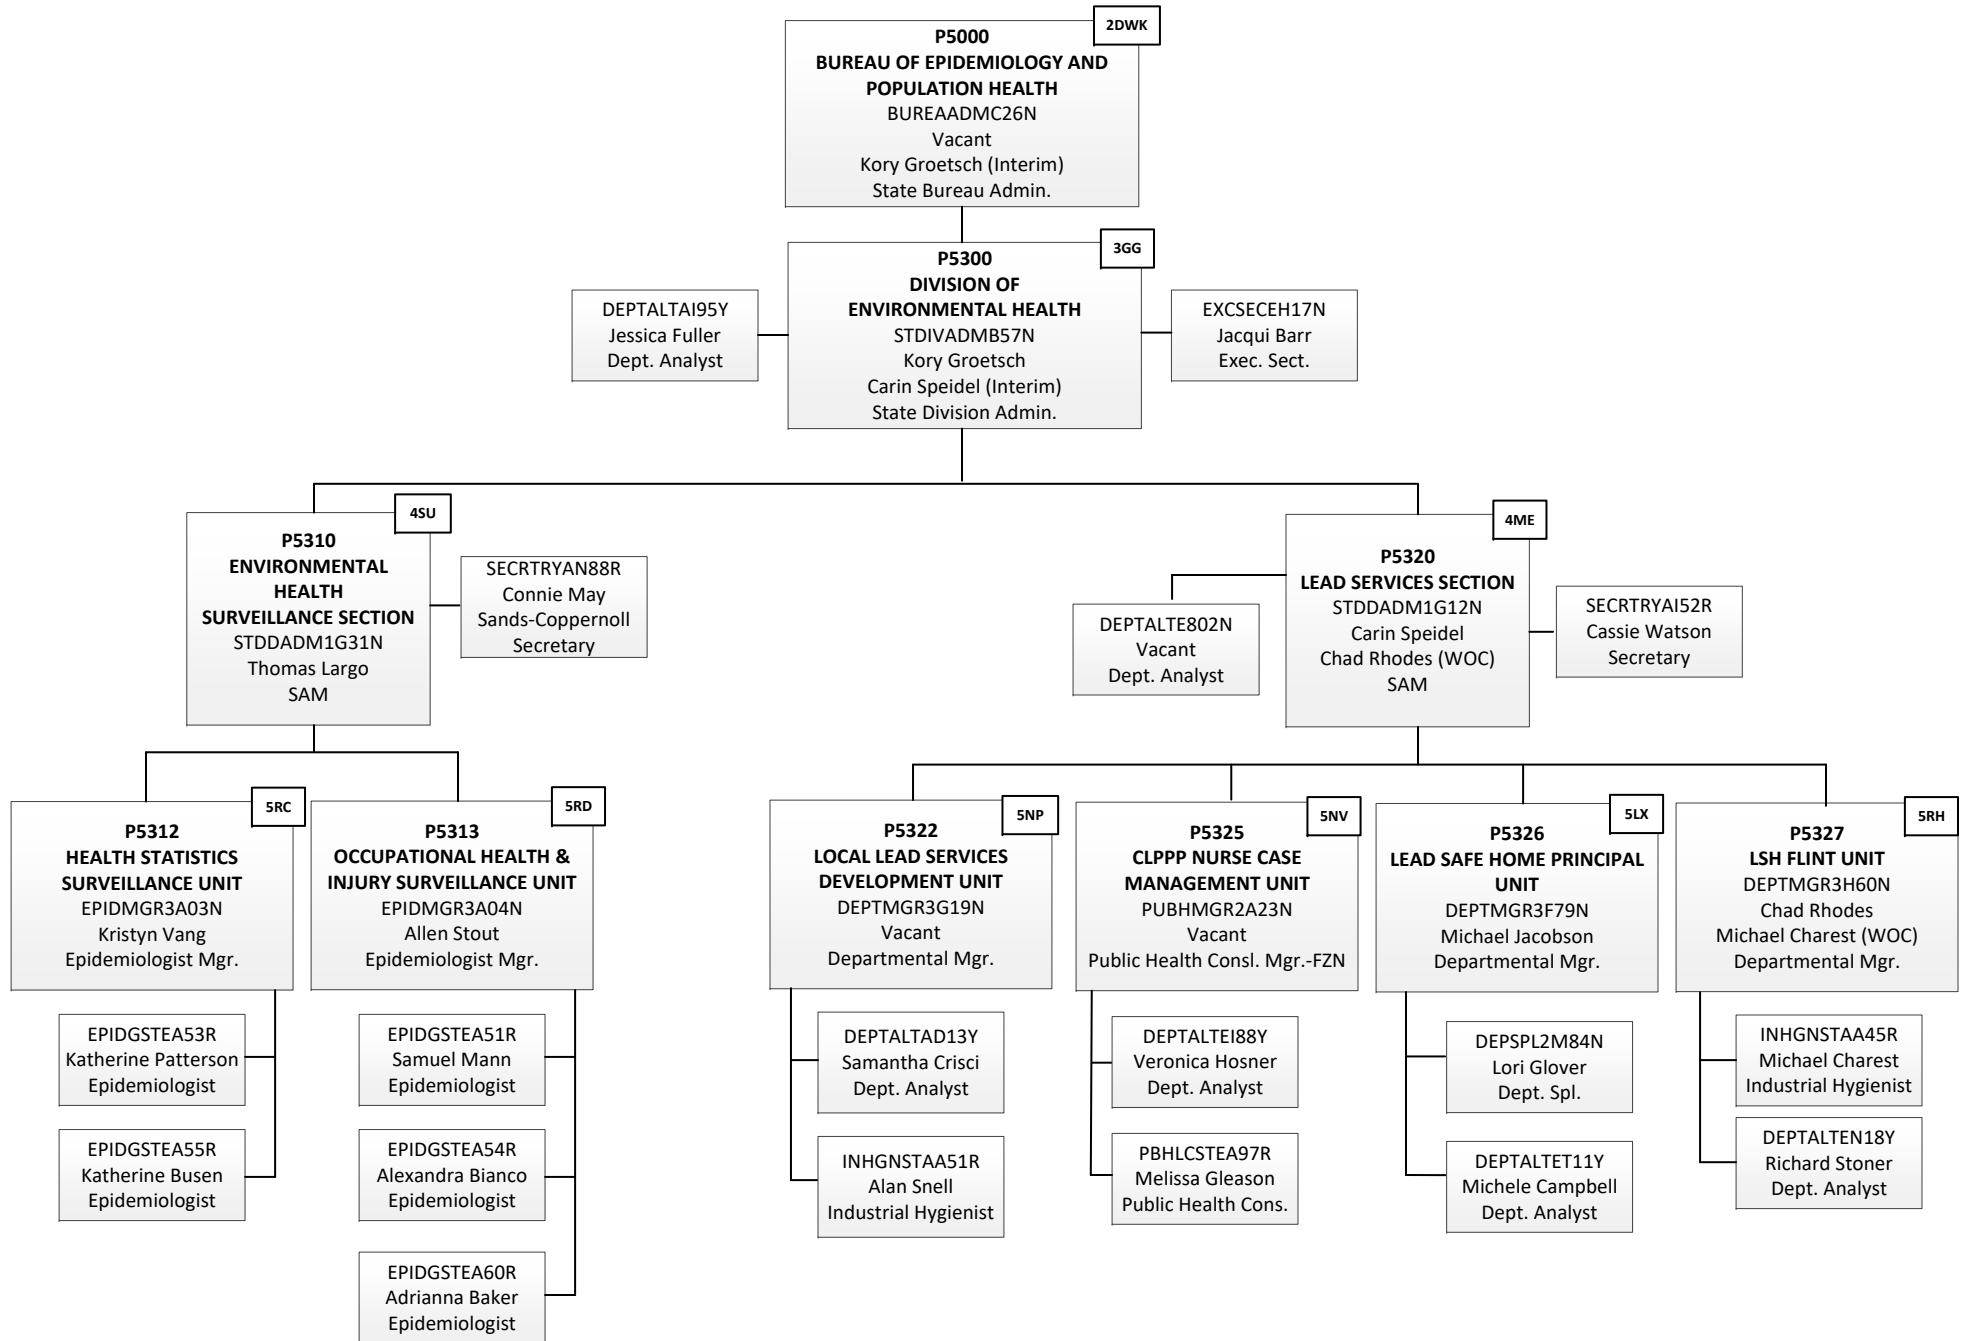 2DWK
P5000
BUREAU OF EPIDEMIOLOGY AND
POPULATION HEALTH
BUREAADMC26N
Vacant
Kory Groetsch (Interim)
State Bureau Admin.
3GG
P5300
DIVISION OF
ENVIRONMENTAL HEALTH
STDIVADMB57N
Kory Groetsch
Carin Speidel (Interim)
State Division Admin.
DEPTALTAI95Y
Jessica Fuller
Dept. Analyst
EXCSECEH17N
Jacqui Barr
Exec. Sect.
4SU
P5310
ENVIRONMENTAL
HEALTH
SURVEILLANCE SECTION
STDDADM1G31N
Thomas Largo
SAM
SECRTRYAN88R
Connie May
Sands-Coppernoll
Secretary
4ME
P5320
LEAD SERVICES SECTION
STDDADM1G12N
Carin Speidel
Chad Rhodes (WOC)
SAM
DEPTALTE802N
Vacant
Dept. Analyst
SECRTRYAI52R
Cassie Watson
Secretary
5RC
P5312
HEALTH STATISTICS
SURVEILLANCE UNIT
EPIDMGR3A03N
Kristyn Vang
Epidemiologist Mgr.
EPIDGSTEA53R
Katherine Patterson
Epidemiologist
EPIDGSTEA55R
Katherine Busen
Epidemiologist
5RD
P5313
OCCUPATIONAL HEALTH &
INJURY SURVEILLANCE UNIT
EPIDMGR3A04N
Allen Stout
Epidemiologist Mgr.
EPIDGSTEA51R
Samuel Mann
Epidemiologist
EPIDGSTEA54R
Alexandra Bianco
Epidemiologist
EPIDGSTEA60R
Adrianna Baker
Epidemiologist
5NP
P5322
LOCAL LEAD SERVICES
DEVELOPMENT UNIT
DEPTMGR3G19N
Vacant
Departmental Mgr.
DEPTALTAD13Y
Samantha Crisci
Dept. Analyst
INHGNSTAA51R
Alan Snell
Industrial Hygienist
5NV
P5325
CLPPP NURSE CASE
MANAGEMENT UNIT
PUBHMGR2A23N
Vacant
Public Health Consl. Mgr.-FZN
DEPTALTEI88Y
Veronica Hosner
Dept. Analyst
PBHLCSTEA97R
Melissa Gleason
Public Health Cons.
5LX
P5326
LEAD SAFE HOME PRINCIPAL
UNIT
DEPTMGR3F79N
Michael Jacobson
Departmental Mgr.
DEPSPL2M84N
Lori Glover
Dept. Spl.
DEPTALTET11Y
Michele Campbell
Dept. Analyst
5RH
P5327
LSH FLINT UNIT
DEPTMGR3H60N
Chad Rhodes
Michael Charest (WOC)
Departmental Mgr.
INHGNSTAA45R
Michael Charest
Industrial Hygienist
DEPTALTEN18Y
Richard Stoner
Dept. Analyst